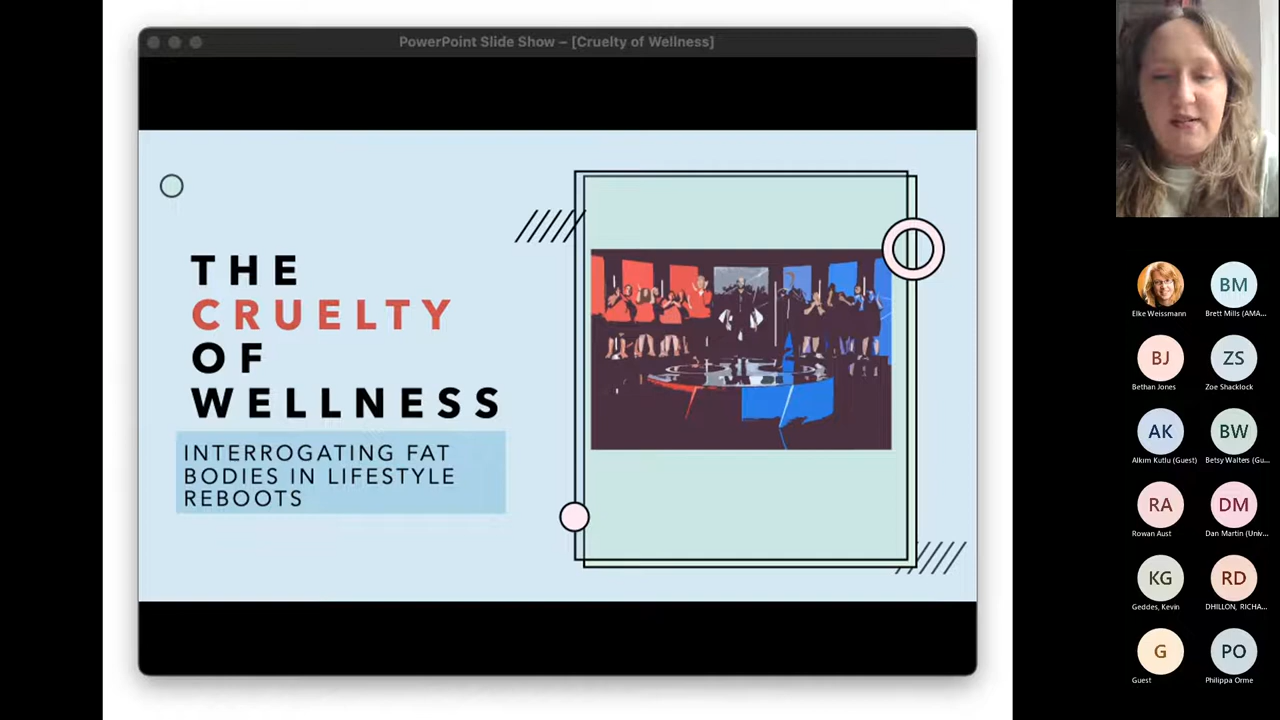 PowerPoint Slide Show – [Cruelty of Wellness]
THE
CRUELTY
OF
WELLNESS
INTERROGATING FAT
BODIES IN LIFESTYLE
REBOOTS
Elke Weissmann
BM
Brett Mills (AMA...
BJ
Bethan Jones
ZS
Zoe Shacklock
AK
Alkim Kutlu (Guest)
BW
Betsy Walters (Gu...
RA
Rowan Aust
DM
Dan Martin (Univ...
KG
Geddes, Kevin
RD
DHILLON, RICHA...
G
Guest
PO
Philippa Orme